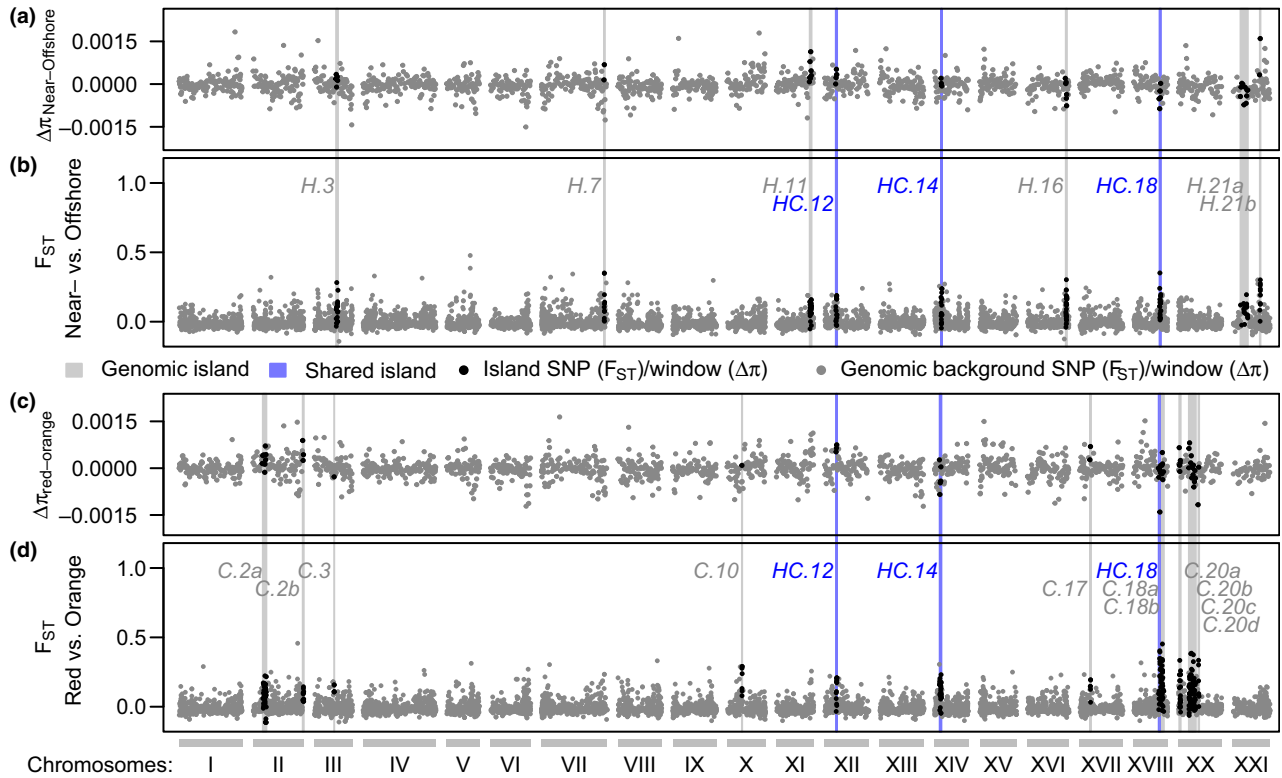 (a)
0.0015
0.0000
−0.0015
Δπ Near−Offshore
(b)
1.0
0.5
0.0
FST
Near− vs. Offshore
H.3
H.7
H.11
HC.12
HC.14
H.16
HC.18
H.21a
H.21b
Genomic island
Shared island
Island SNP (FST)/window (Δπ)
Genomic background SNP (FST)/window (Δπ)
(c)
0.0015
0.0000
−0.0015
Δπ red−orange
(d)
1.0
0.5
0.0
FST
Red vs. Orange
C.2a
C.2b
C.3
C.10
HC.12
HC.14
C.17
HC.18
C.18a
C.18b
C.20a
C.20b
C.20c
C.20d
Chromosomes: I II III IV V VI VII VIII IX X XI XII XIII XIV XV XVI XVII XVIII XX XXI